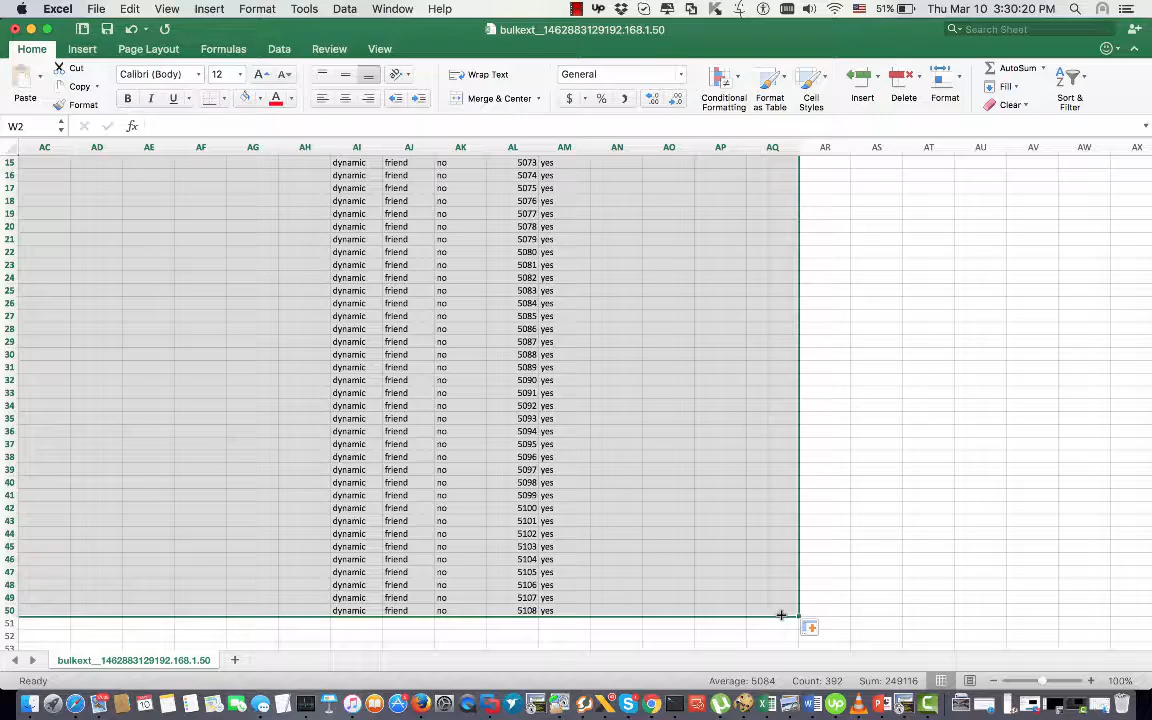 Excel File Edit View Insert Format Tools Data Window Help Up 51% Thu Mar 10 3:30:20 PM
bulkext__1462883129192.168.1.50 Search Sheet
Home Insert Page Layout Formulas Data Review View
Paste Cut Copy Format Calibri (Body) 12 A A B I U A Wrap Text Merge & Center General $ % Conditional Formatting Format as Table Cell Styles Insert Delete Format AutoSum Fill Clear Sort & Filter
W2 fx
AC AD AE AF AG AH AI AJ AK AL AM AN AO AP AQ AR AS AT AU AV AW AX
15 dynamic friend no 5073 yes
16 dynamic friend no 5074 yes
17 dynamic friend no 5075 yes
18 dynamic friend no 5076 yes
19 dynamic friend no 5077 yes
20 dynamic friend no 5078 yes
21 dynamic friend no 5079 yes
22 dynamic friend no 5080 yes
23 dynamic friend no 5081 yes
24 dynamic friend no 5082 yes
25 dynamic friend no 5083 yes
26 dynamic friend no 5084 yes
27 dynamic friend no 5085 yes
28 dynamic friend no 5086 yes
29 dynamic friend no 5087 yes
30 dynamic friend no 5088 yes
31 dynamic friend no 5089 yes
32 dynamic friend no 5090 yes
33 dynamic friend no 5091 yes
34 dynamic friend no 5092 yes
35 dynamic friend no 5093 yes
36 dynamic friend no 5094 yes
37 dynamic friend no 5095 yes
38 dynamic friend no 5096 yes
39 dynamic friend no 5097 yes
40 dynamic friend no 5098 yes
41 dynamic friend no 5099 yes
42 dynamic friend no 5100 yes
43 dynamic friend no 5101 yes
44 dynamic friend no 5102 yes
45 dynamic friend no 5103 yes
46 dynamic friend no 5104 yes
47 dynamic friend no 5105 yes
48 dynamic friend no 5106 yes
49 dynamic friend no 5107 yes
50 dynamic friend no 5108 yes
51
52
53
bulkext__1462883129192.168.1.50
Ready Average: 5084 Count: 392 Sum: 249116 100%